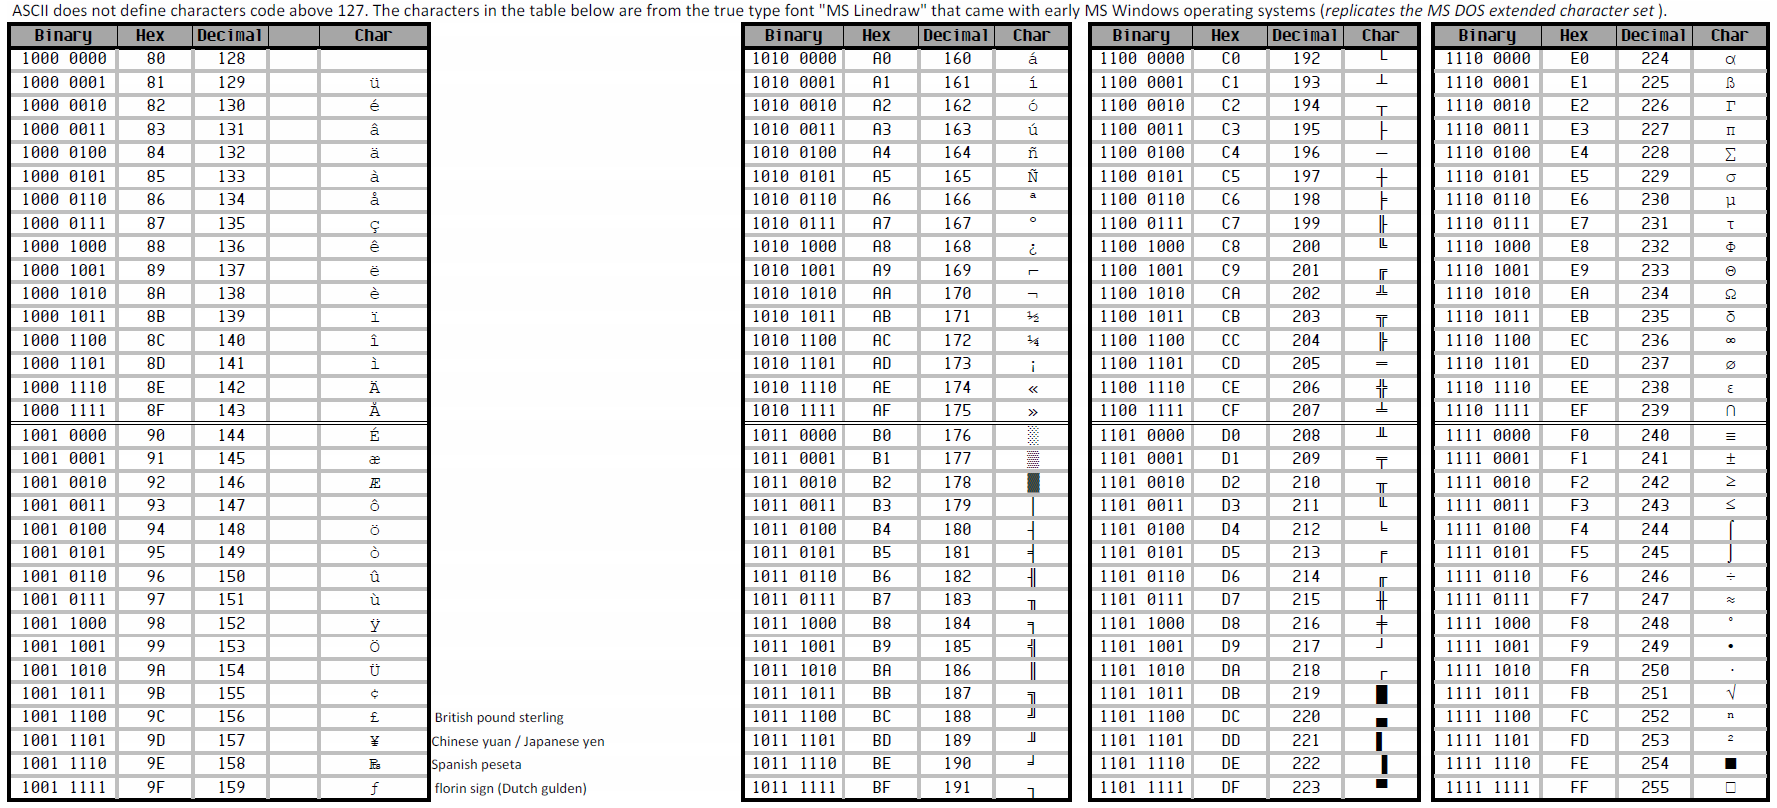 ASCII does not define characters code above 127. The characters in the table below are from the true type font "MS Linedraw" that came with early MS Windows operating systems (replicates the MS DOS extended character set ).
Binary Hex Decimal Char Binary Hex Decimal Char Binary Hex Decimal Char Binary Hex Decimal Char
1000 0000 80 128 1010 0000 A0 160 á 1100 0000 C0 192 └ 1110 0000 E0 224 α
1000 0001 81 129 ü 1010 0001 A1 161 í 1100 0001 C1 193 ┴ 1110 0001 E1 225 ß
1000 0010 82 130 é 1010 0010 A2 162 ó 1100 0010 C2 194 ┬ 1110 0010 E2 226 Γ
1000 0011 83 131 â 1010 0011 A3 163 ú 1100 0011 C3 195 ├ 1110 0011 E3 227 π
1000 0100 84 132 ä 1010 0100 A4 164 ñ 1100 0100 C4 196 ─ 1110 0100 E4 228 Σ
1000 0101 85 133 à 1010 0101 A5 165 Ñ 1100 0101 C5 197 ┼ 1110 0101 E5 229 σ
1000 0110 86 134 å 1010 0110 A6 166 ª 1100 0110 C6 198 ╞ 1110 0110 E6 230 µ
1000 0111 87 135 ç 1010 0111 A7 167 º 1100 0111 C7 199 ╟ 1110 0111 E7 231 τ
1000 1000 88 136 ê 1010 1000 A8 168 ¿ 1100 1000 C8 200 ╚ 1110 1000 E8 232 Φ
1000 1001 89 137 ë 1010 1001 A9 169 ⌐ 1100 1001 C9 201 ╔ 1110 1001 E9 233 Θ
1000 1010 8A 138 è 1010 1010 AA 170 ¬ 1100 1010 CA 202 ╩ 1110 1010 EA 234 Ω
1000 1011 8B 139 ï 1010 1011 AB 171 ½ 1100 1011 CB 203 ╦ 1110 1011 EB 235 δ
1000 1100 8C 140 î 1010 1100 AC 172 ¼ 1100 1100 CC 204 ╠ 1110 1100 EC 236 ∞
1000 1101 8D 141 ì 1010 1101 AD 173 ¡ 1100 1101 CD 205 ═ 1110 1101 ED 237 ø
1000 1110 8E 142 Ä 1010 1110 AE 174 « 1100 1110 CE 206 ╬ 1110 1110 EE 238 ε
1000 1111 8F 143 Å 1010 1111 AF 175 » 1100 1111 CF 207 ╧ 1110 1111 EF 239 ∩
1001 0000 90 144 É 1011 0000 B0 176 ░ 1101 0000 D0 208 ╨ 1111 0000 F0 240 ≡
1001 0001 91 145 æ 1011 0001 B1 177 ▒ 1101 0001 D1 209 ╤ 1111 0001 F1 241 ±
1001 0010 92 146 Æ 1011 0010 B2 178 ▓ 1101 0010 D2 210 ╥ 1111 0010 F2 242 ≥
1001 0011 93 147 ô 1011 0011 B3 179 │ 1101 0011 D3 211 ╙ 1111 0011 F3 243 ≤
1001 0100 94 148 ö 1011 0100 B4 180 ┤ 1101 0100 D4 212 ╘ 1111 0100 F4 244 ⌠
1001 0101 95 149 ò 1011 0101 B5 181 ╡ 1101 0101 D5 213 ╒ 1111 0101 F5 245 ⌡
1001 0110 96 150 û 1011 0110 B6 182 ╢ 1101 0110 D6 214 ╓ 1111 0110 F6 246 ÷
1001 0111 97 151 ù 1011 0111 B7 183 ╖ 1101 0111 D7 215 ╫ 1111 0111 F7 247 ≈
1001 1000 98 152 ÿ 1011 1000 B8 184 ╕ 1101 1000 D8 216 ╪ 1111 1000 F8 248 °
1001 1001 99 153 Ö 1011 1001 B9 185 ╣ 1101 1001 D9 217 ┘ 1111 1001 F9 249 •
1001 1010 9A 154 Ü 1011 1010 BA 186 ║ 1101 1010 DA 218 ┌ 1111 1010 FA 250 ·
1001 1011 9B 155 ¢ 1011 1011 BB 187 ╗ 1101 1011 DB 219 █ 1111 1011 FB 251 √
1001 1100 9C 156 £ British pound sterling 1011 1100 BC 188 ╝ 1101 1100 DC 220 ▄ 1111 1100 FC 252 ⁿ
1001 1101 9D 157 ¥ Chinese yuan / Japanese yen 1011 1101 BD 189 ╜ 1101 1101 DD 221 ▌ 1111 1101 FD 253 ²
1001 1110 9E 158 ₧ Spanish peseta 1011 1110 BE 190 ╛ 1101 1110 DE 222 ▐ 1111 1110 FE 254 ■
1001 1111 9F 159 ƒ florin sign (Dutch gulden) 1011 1111 BF 191 ┐ 1101 1111 DF 223 ▀ 1111 1111 FF 255 □